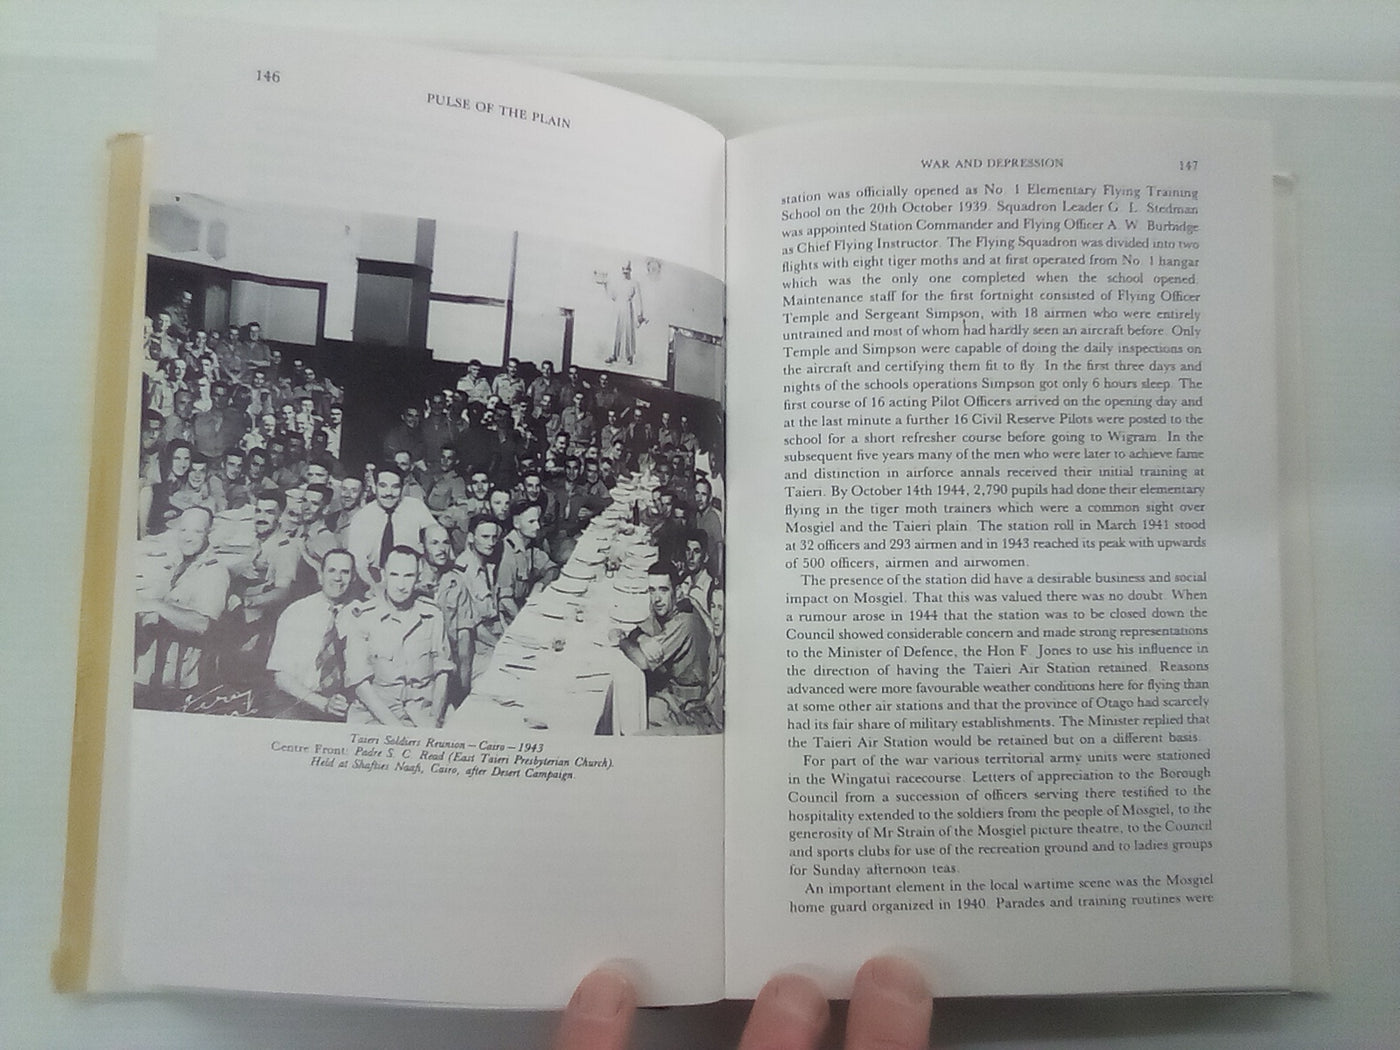 146
PULSE OF THE PLAIN
Taieri Soldiers Reunion — Cairo — 1943
Centre Front: Padre S. C. Read (East Taieri Presbyterian Church).
Held at Shafties Naafi, Cairo, after Desert Campaign.
WAR AND DEPRESSION 147
station was officially opened as No. 1 Elementary Flying Training
School on the 20th October 1939. Squadron Leader G. L. Stedman
was appointed Station Commander and Flying Officer A. W. Burbidge
as Chief Flying Instructor. The Flying Squadron was divided into two
flights with eight tiger moths and at first operated from No. 1 hangar
which was the only one completed when the school opened.
Maintenance staff for the first fortnight consisted of Flying Officer
Temple and Sergeant Simpson, with 18 airmen who were entirely
untrained and most of whom had hardly seen an aircraft before. Only
Temple and Simpson were capable of doing the daily inspections on
the aircraft and certifying them fit to fly. In the first three days and
nights of the schools operations Simpson got only 6 hours sleep. The
first course of 16 acting Pilot Officers arrived on the opening day and
at the last minute a further 16 Civil Reserve Pilots were posted to the
school for a short refresher course before going to Wigram. In the
subsequent five years many of the men who were later to achieve fame
and distinction in airforce annals received their initial training at
Taieri. By October 14th 1944, 2,790 pupils had done their elementary
flying in the tiger moth trainers which were a common sight over
Mosgiel and the Taieri plain. The station roll in March 1941 stood
at 32 officers and 293 airmen and in 1943 reached its peak with upwards
of 500 officers, airmen and airwomen.
The presence of the station did have a desirable business and social
impact on Mosgiel. That this was valued there was no doubt. When
a rumour arose in 1944 that the station was to be closed down the
Council showed considerable concern and made strong representations
to the Minister of Defence, the Hon F. Jones to use his influence in
the direction of having the Taieri Air Station retained. Reasons
advanced were more favourable weather conditions here for flying than
at some other air stations and that the province of Otago had scarcely
had its fair share of military establishments. The Minister replied that
the Taieri Air Station would be retained but on a different basis.
For part of the war various territorial army units were stationed
in the Wingatui racecourse. Letters of appreciation to the Borough
Council from a succession of officers serving there testified to the
hospitality extended to the soldiers from the people of Mosgiel, to the
generosity of Mr Strain of the Mosgiel picture theatre, to the Council
and sports clubs for use of the recreation ground and to ladies groups
for Sunday afternoon teas.
An important element in the local wartime scene was the Mosgiel
home guard organized in 1940. Parades and training routines were